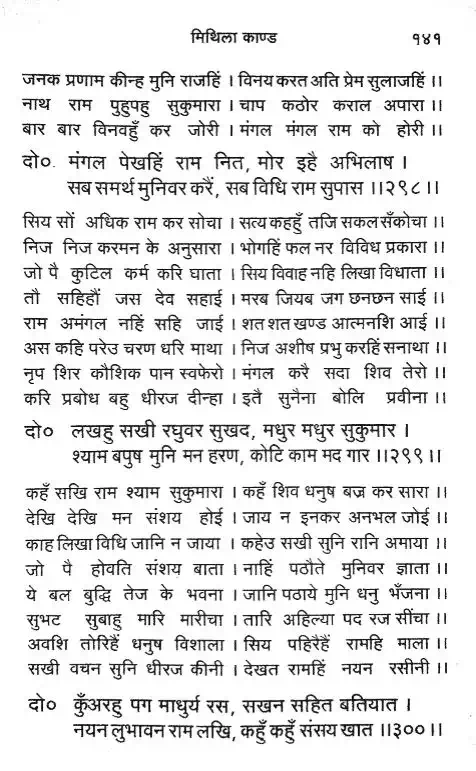 मिथिला काण्ड १४१
जनक प्रणाम कीन्ह मुनि राजहिं । विनय करत अति प्रेम सुलाजहिं ।।
नाथ राम पुहुपहु सुकुमारा । चाप कठोर कराल अपारा ।।
बार बार विनवहुँ कर जोरी । मंगल मंगल राम को होरी ।।
दो०. मंगल पेखहिं राम नित, मोर इहै अभिलाष ।
सब समर्थ मुनिवर करैं, सब विधि राम सुपास ।।२९८।।
सिय सों अधिक राम कर सोचा । सत्य कहहुँ तजि सकल सँकोचा ।।
निज निज करमन के अनुसारा । भोगहिं फल नर विविध प्रकारा ।।
जो पै कुटिल कर्म करि घाता । सिय विवाह नहि लिखा विधाता ।।
तौ सहिहौं जस देव सहाई । मरब जियब जग छनछन साई ।।
राम अमंगल नहिं सहि जाई । शत शत खण्ड आत्मनशि आई ।।
अस कहि परेउ चरण धरि माथा । निज अशीष प्रभु करहिं सनाथा ।।
नृप शिर कौशिक पान स्वफेरो । मंगल करै सदा शिव तेरो ।।
करि प्रबोध बहु धीरज दीन्हा । इतै सुनैना बोलि प्रवीना ।।
दो० लखहु सखी रघुवर सुखद, मधुर मधुर सुकुमार ।
श्याम बपुष मुनि मन हरण, कोटि काम मद गार ।।२९९।।
कहँ सखि राम श्याम सुकुमारा । कहँ शिव धनुष बज्र कर सारा ।।
देखि देखि मन संशय होई । जाय न इनकर अनभल जोई ।।
काह लिखा विधि जानि न जाया । कहेउ सखी सुनि रानि अमाया ।।
जो पै होवति संशय बाता । नाहिं पठौते मुनिवर ज्ञाता ।।
ये बल बुद्धि तेज के भवना । जानि पठाये मुनि धनु भँजना ।।
सुभट सुबाहु मारि मारीचा । तारि अहिल्या पद रज सींचा ।।
अवशि तोरिहैं धनुष विशाला । सिय पहिरैहैं रामहि माला ।।
सखी वचन सुनि धीरज कीनी । देखत रामहिं नयन रसीनी ।।
दो० कुँअरहु पग माधुर्य रस, सखन सहित बतियात ।
नयन लुभावन राम लखि, कहुँ कहुँ संसय खात ।।३००।।